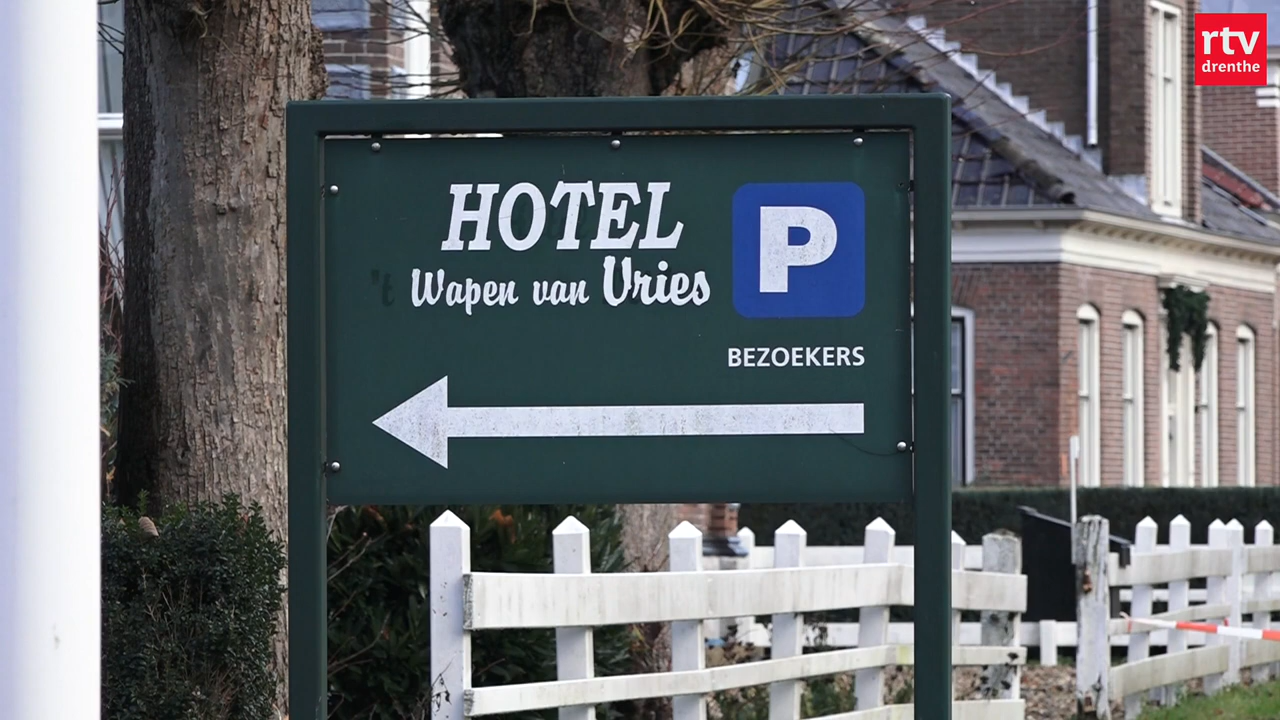 rtv
drenthe
HOTEL
't Wapen van Vries
P
BEZOEKERS